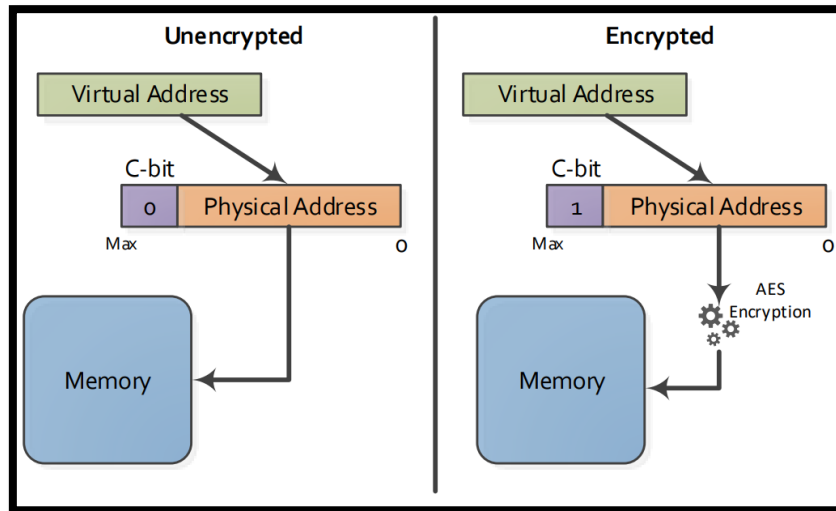 Unencrypted
Virtual Address
C-bit
0 Physical Address
Max 0
Memory
Encrypted
Virtual Address
C-bit
1 Physical Address
Max 0
AES
Encryption
Memory